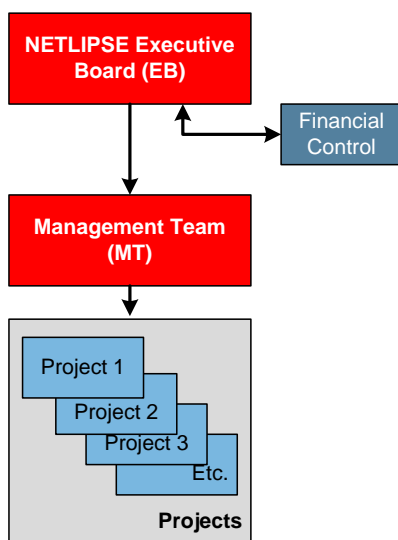 NETLIPSE Executive
Board (EB)
Financial
Control
Management Team
(MT)
Project 1
Project 2
Project 3
Etc.
Projects